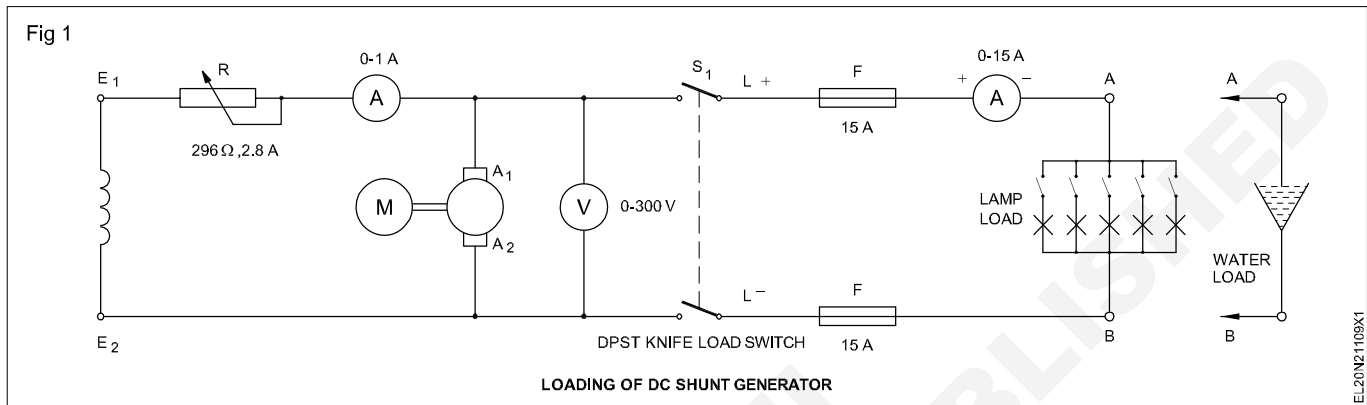 Fig 1
E1
R
296 Ω ,2.8 A
0-1 A
A
E2
M
A1
A2
V
0-300 V
S1
L +
L −
DPST KNIFE LOAD SWITCH
F
15 A
F
15 A
0-15 A
+ A −
A
LAMP
LOAD
B
A
WATER
LOAD
B
LOADING OF DC SHUNT GENERATOR
EL20N21109X1
BLISHED